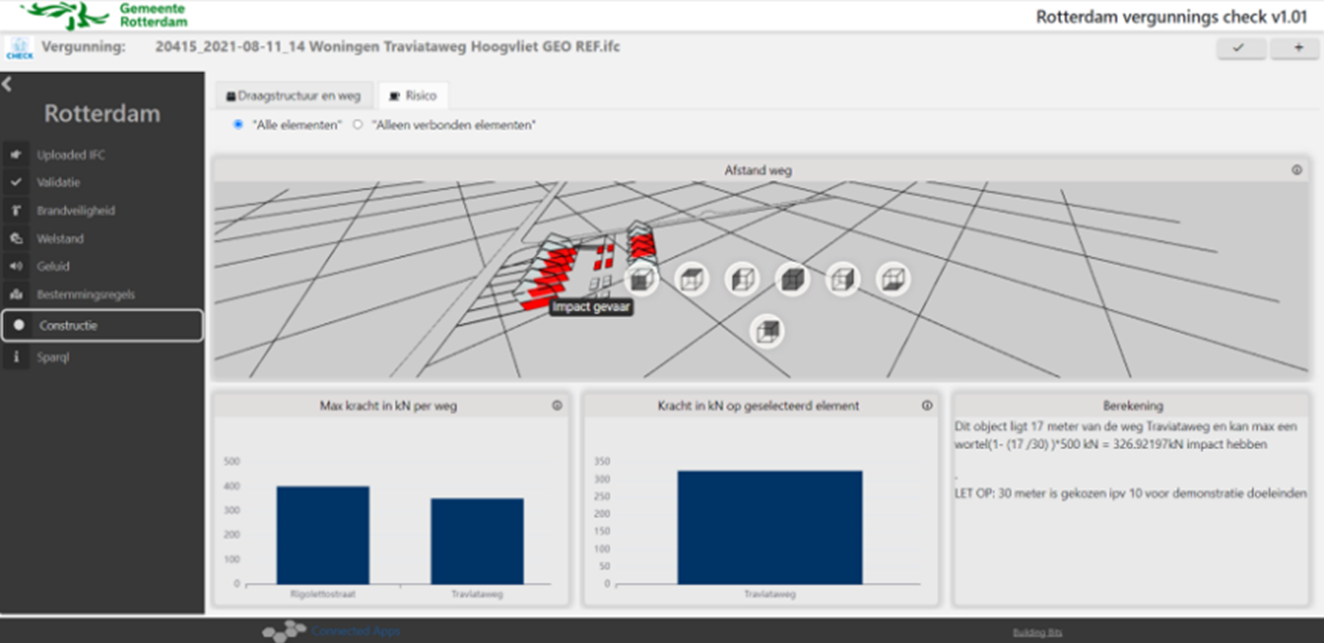 Gemeente
Rotterdam
Rotterdam vergunnings check v1.01
CHECK
Vergunning: 20415_2021-08-11_14 Woningen Traviataweg Hoogvliet GEO REF.ifc
Rotterdam
Uploaded IFC
Validatie
Brandveiligheid
Welstand
Geluid
Bestemmingsregels
Constructie
Sparql
Draagstructuur en weg
Risico
"Alle elementen" "Alleen verbonden elementen"
Afstand weg
Impact gevaar
Max kracht in kN per weg
500
400
300
200
100
0
Rigolettostraat Traviataweg
Kracht in kN op geselecteerd element
350
300
250
200
150
100
50
0
Traviataweg
Berekening
Dit object ligt 17 meter van de weg Traviataweg en kan max een
wortel(1- (17 /30) )*500 kN = 326.92197kN impact hebben
.
LET OP: 30 meter is gekozen ipv 10 voor demonstratie doeleinden
Connected Apps
Building Bits